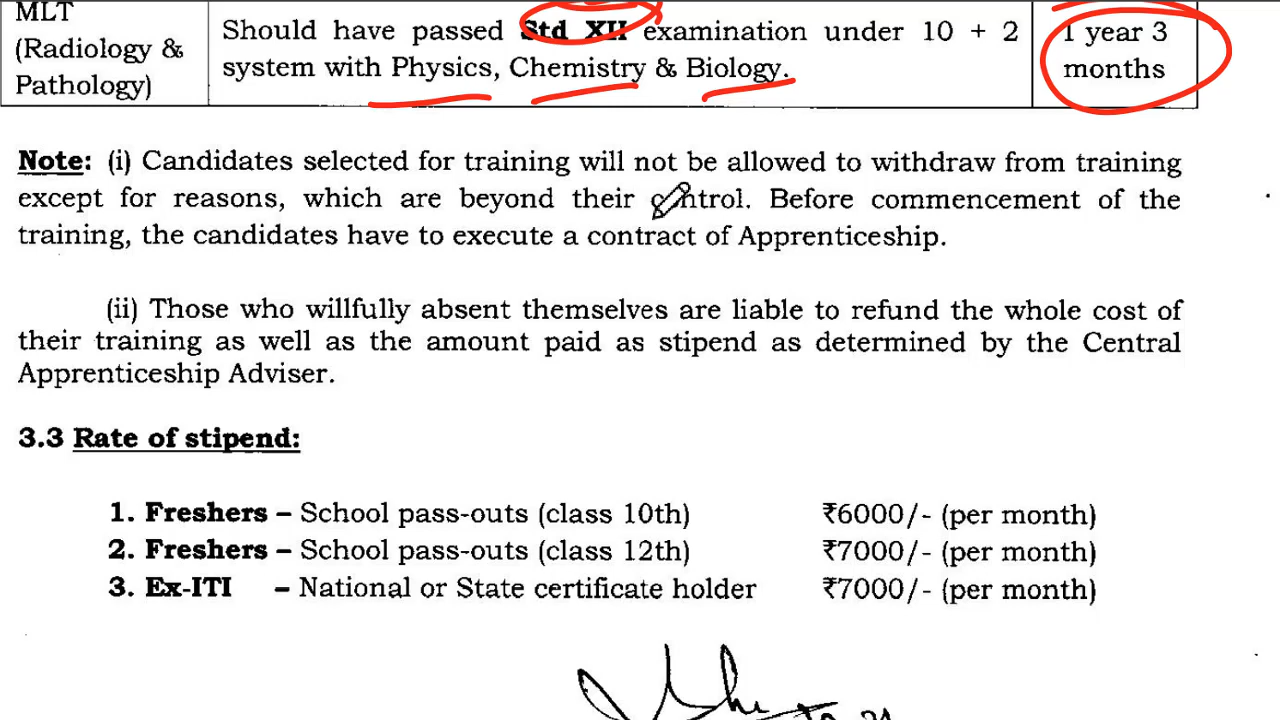 MLT
(Radiology &
Pathology)
Should have passed Std XII examination under 10 + 2
system with Physics, Chemistry & Biology.
1 year 3
months
Note: (i) Candidates selected for training will not be allowed to withdraw from training
except for reasons, which are beyond their control. Before commencement of the
training, the candidates have to execute a contract of Apprenticeship.
(ii) Those who willfully absent themselves are liable to refund the whole cost of
their training as well as the amount paid as stipend as determined by the Central
Apprenticeship Adviser.
3.3 Rate of stipend:
1. Freshers – School pass-outs (class 10th) ₹6000/- (per month)
2. Freshers – School pass-outs (class 12th) ₹7000/- (per month)
3. Ex-ITI – National or State certificate holder ₹7000/- (per month)